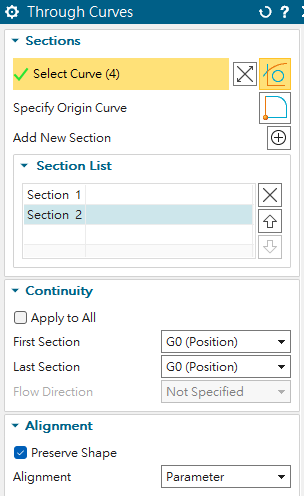 Through Curves
Sections
Select Curve (4)
Specify Origin Curve
Add New Section
Section List
Section 1
Section 2
Continuity
Apply to All
First Section G0 (Position)
Last Section G0 (Position)
Flow Direction Not Specified
Alignment
Preserve Shape
Alignment Parameter